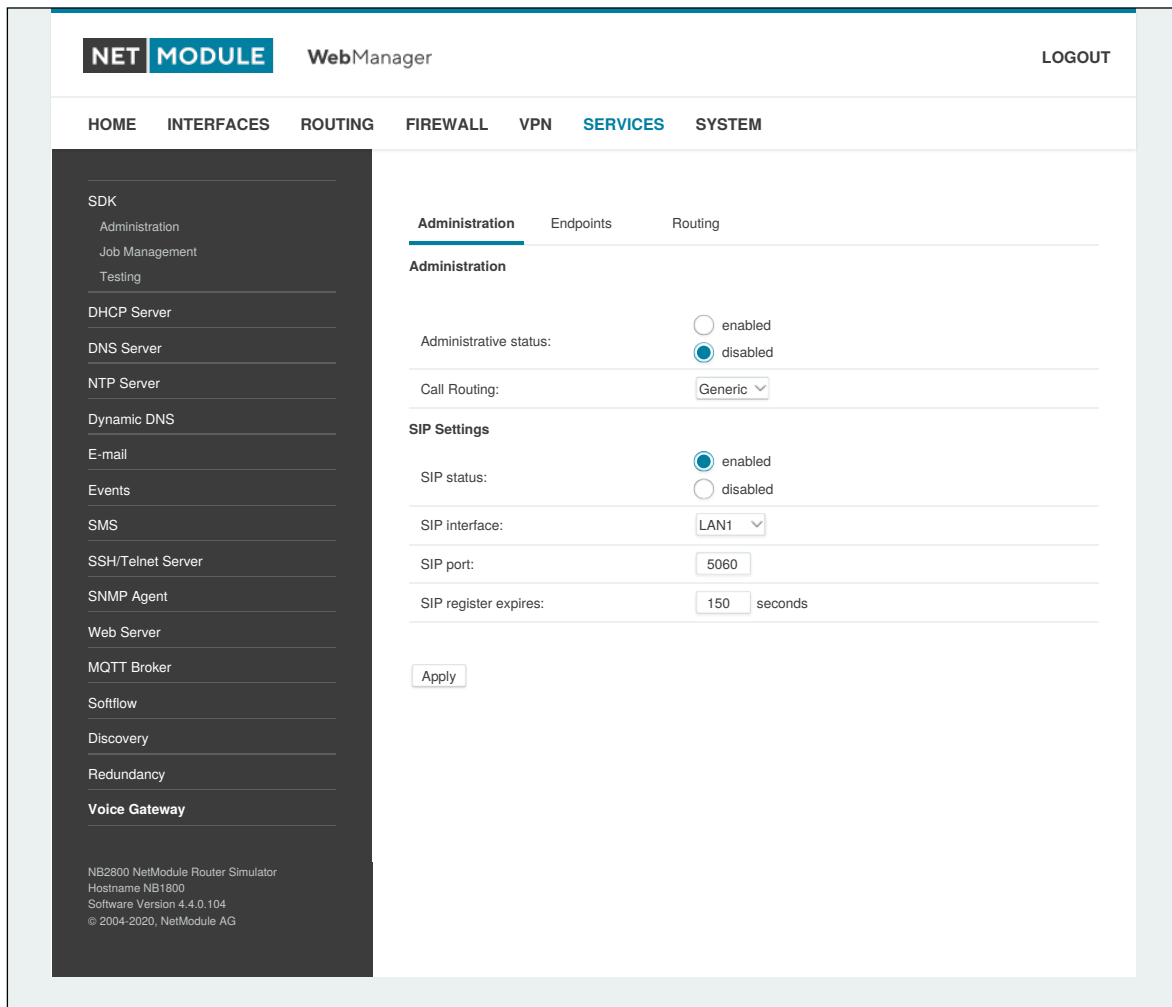 NET MODULE WebManager LOGOUT
HOME INTERFACES ROUTING FIREWALL VPN SERVICES SYSTEM
SDK
Administration
Job Management
Testing
DHCP Server
DNS Server
NTP Server
Dynamic DNS
E-mail
Events
SMS
SSH/Telnet Server
SNMP Agent
Web Server
MQTT Broker
Softflow
Discovery
Redundancy
Voice Gateway
NB2800 NetModule Router Simulator
Hostname NB1800
Software Version 4.4.0.104
© 2004-2020, NetModule AG
Administration Endpoints Routing
Administration
Administrative status: enabled
disabled
Call Routing: Generic
SIP Settings
SIP status: enabled
disabled
SIP interface: LAN1
SIP port: 5060
SIP register expires: 150 seconds
Apply